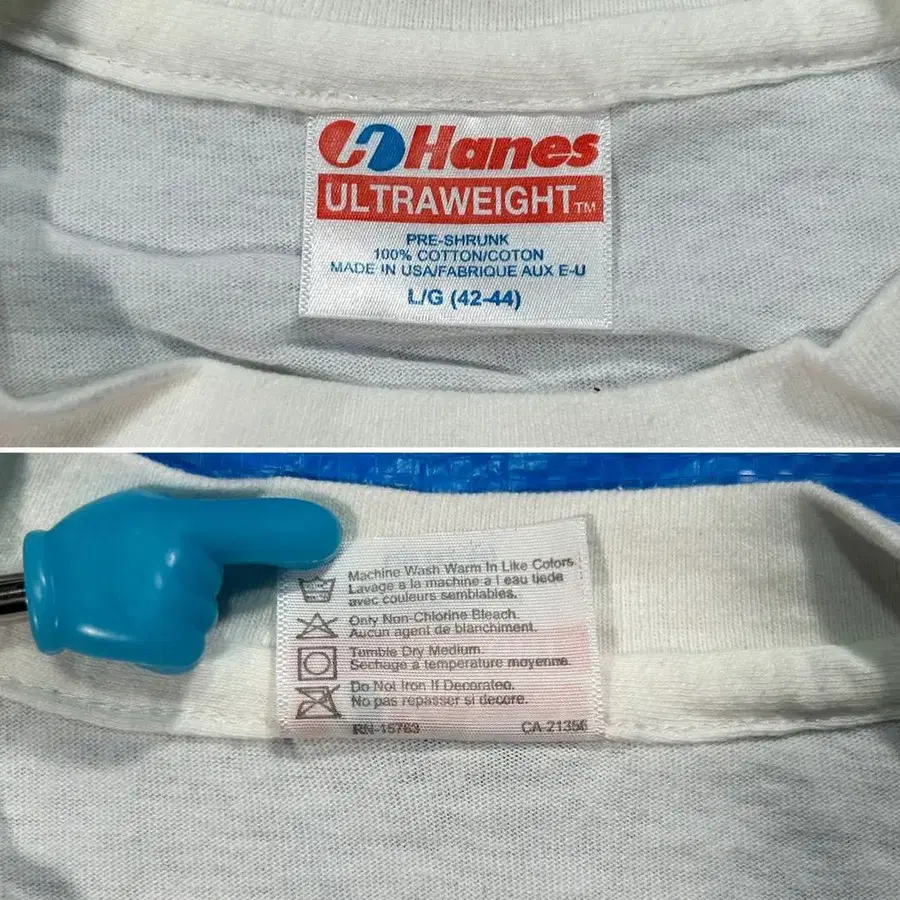 Hanes
ULTRAWEIGHT™
PRE-SHRUNK
100% COTTON/COTON
MADE IN USA/FABRIQUE AUX E-U
L/G (42-44)
Machine Wash Warm In Like Colors.
Lavage a la machine a l eau tiede
avec couleurs semblables.
Only Non-Chlorine Bleach.
Aucun agent de blanchiment.
Tumble Dry Medium.
Sechage a temperature moyenne.
Do Not Iron If Decorated.
No pas repasser si decore.
RN-15763 CA-21356